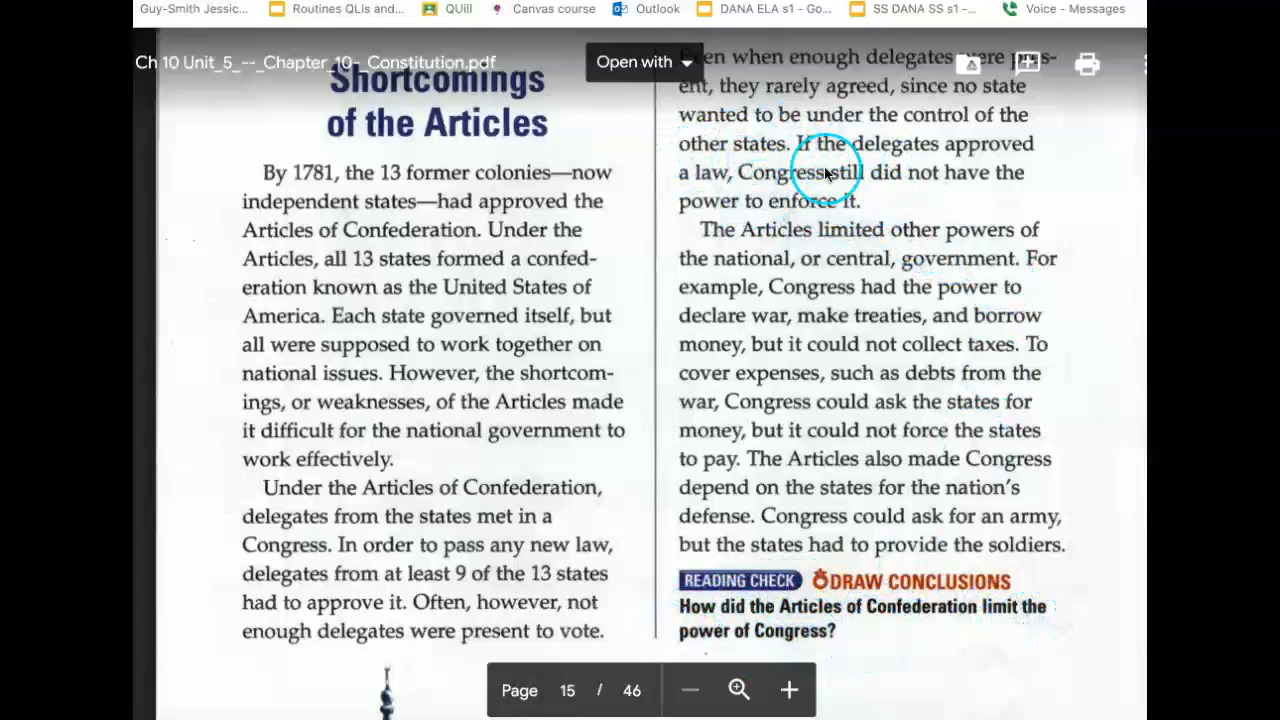 Guy-Smith Jessic...
Routines QLIs and...
QUill
Canvas course
Outlook
DANA ELA s1 - Go...
SS DANA SS s1 -...
Voice - Messages
Ch 10 Unit_5_--_Chapter_10-_Constitution.pdf
Open with
Shortcomings
of the Articles
By 1781, the 13 former colonies—now
independent states—had approved the
Articles of Confederation. Under the
Articles, all 13 states formed a confed-
eration known as the United States of
America. Each state governed itself, but
all were supposed to work together on
national issues. However, the shortcom-
ings, or weaknesses, of the Articles made
it difficult for the national government to
work effectively.
Under the Articles of Confederation,
delegates from the states met in a
Congress. In order to pass any new law,
delegates from at least 9 of the 13 states
had to approve it. Often, however, not
enough delegates were present to vote.
Even when enough delegates were pres-
ent, they rarely agreed, since no state
wanted to be under the control of the
other states. If the delegates approved
a law, Congress still did not have the
power to enforce it.
The Articles limited other powers of
the national, or central, government. For
example, Congress had the power to
declare war, make treaties, and borrow
money, but it could not collect taxes. To
cover expenses, such as debts from the
war, Congress could ask the states for
money, but it could not force the states
to pay. The Articles also made Congress
depend on the states for the nation's
defense. Congress could ask for an army,
but the states had to provide the soldiers.
READING CHECK DRAW CONCLUSIONS
How did the Articles of Confederation limit the
power of Congress?
Page 15 / 46